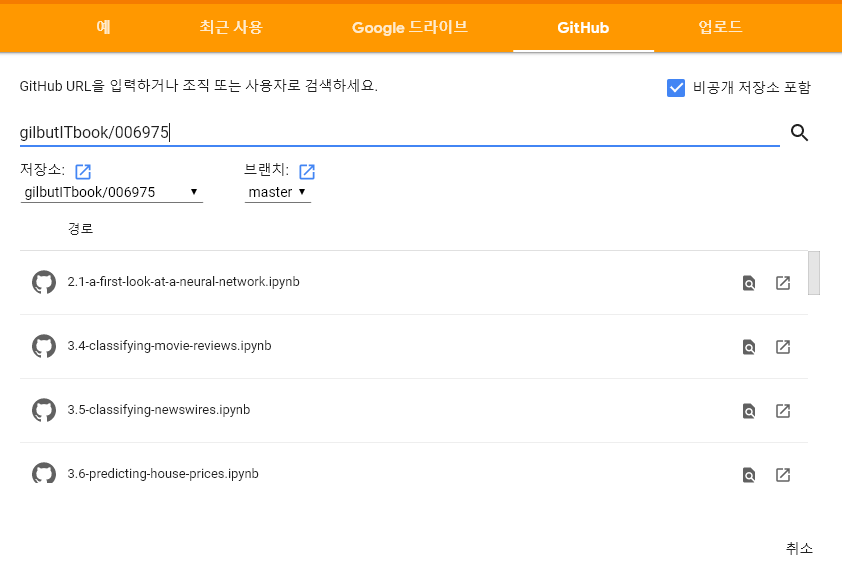 예 최근 사용 Google 드라이브 GitHub 업로드
GitHub URL을 입력하거나 조직 또는 사용자로 검색하세요. 비공개 저장소 포함
gilbutITbook/006975
저장소: 브랜치:
gilbutITbook/006975 master
경로
2.1-a-first-look-at-a-neural-network.ipynb
3.4-classifying-movie-reviews.ipynb
3.5-classifying-newswires.ipynb
3.6-predicting-house-prices.ipynb
취소